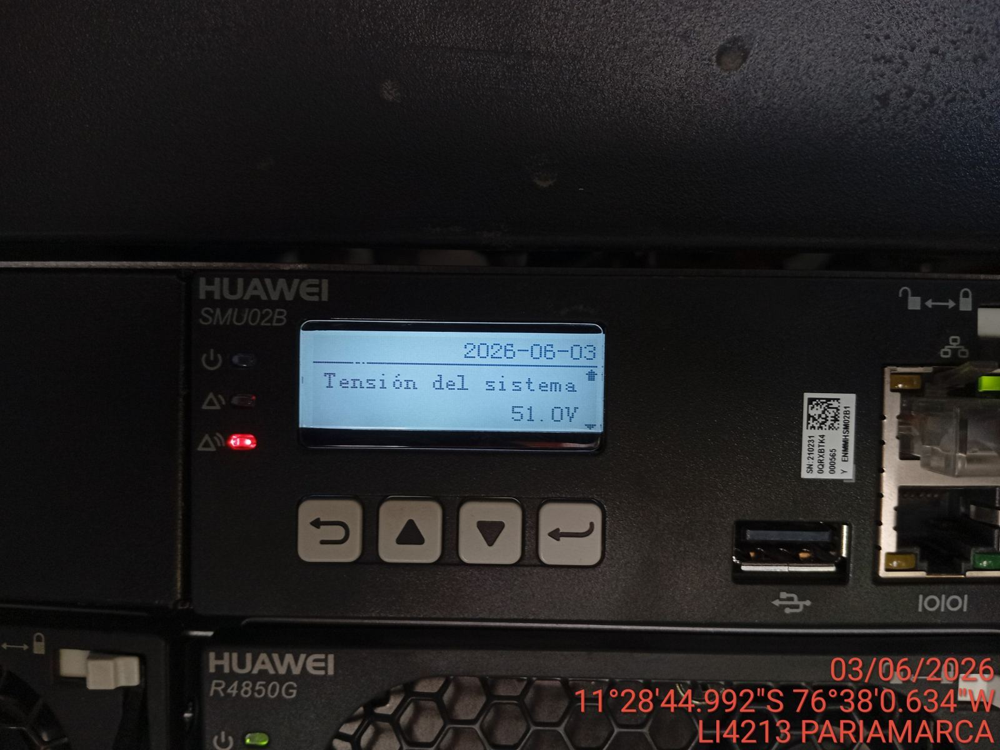 HUAWEI
SMU02B
2026-06-03
Tensión del sistema
51.0V
SN:210231
0QRXBTK4
000565
Y ENMMHSM02B1
IOIOI
HUAWEI
R4850G
03/06/2026
11°28'44.992"S 76°38'0.634"W
LI4213 PARIAMARCA